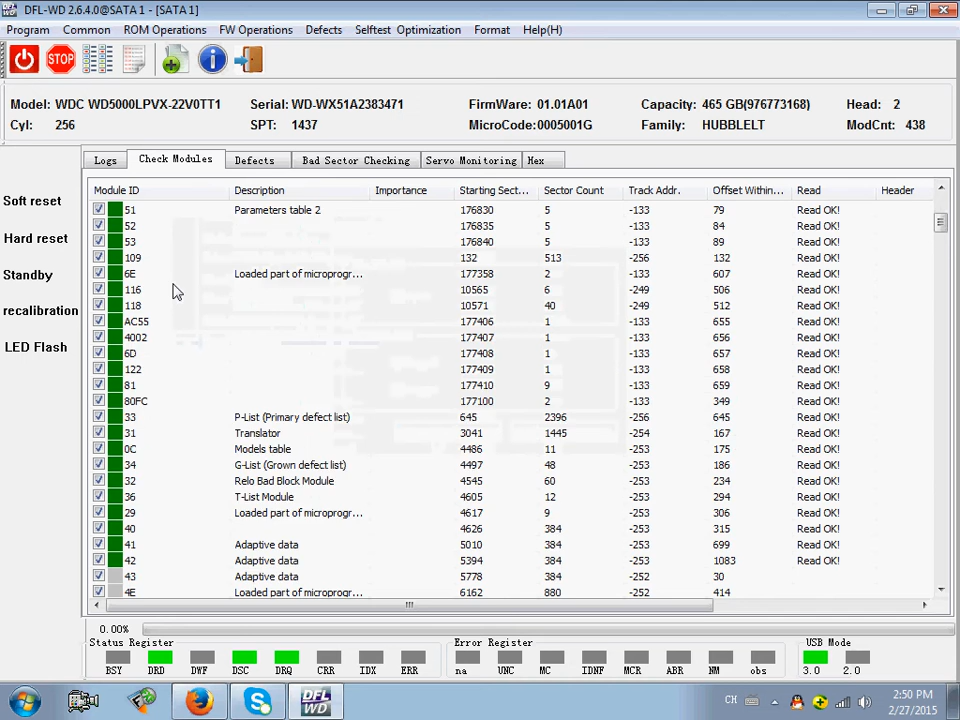 DFL-WD 2.6.4.0@SATA 1 - [SATA 1]
Program Common ROM Operations FW Operations Defects Selftest Optimization Format Help(H)
STOP
Model: WDC WD5000LPVX-22V0TT1 Serial: WD-WX51A2383471 FirmWare: 01.01A01 Capacity: 465 GB(976773168) Head: 2
Cyl: 256 SPT: 1437 MicroCode:0005001G Family: HUBBLELT ModCnt: 438
Logs Check Modules Defects Bad Sector Checking Servo Monitoring Hex
Soft reset
Hard reset
Standby
recalibration
LED Flash
Module ID Description Importance Starting Sect... Sector Count Track Addr. Offset Within... Read Header
51 Parameters table 2 176830 5 -133 79 Read OK!
52 176835 5 -133 84 Read OK!
53 176840 5 -133 89 Read OK!
109 132 513 -256 132 Read OK!
6E Loaded part of microprogr... 177358 2 -133 607 Read OK!
116 10565 6 -249 506 Read OK!
118 10571 40 -249 512 Read OK!
AC55 177406 1 -133 655 Read OK!
4002 177407 1 -133 656 Read OK!
6D 177408 1 -133 657 Read OK!
122 177409 1 -133 658 Read OK!
81 177410 9 -133 659 Read OK!
80FC 177100 2 -133 349 Read OK!
33 P-List (Primary defect list) 645 2396 -256 645 Read OK!
31 Translator 3041 1445 -254 167 Read OK!
0C Models table 4486 11 -253 175 Read OK!
34 G-List (Grown defect list) 4497 48 -253 186 Read OK!
32 Relo Bad Block Module 4545 60 -253 234 Read OK!
36 T-List Module 4605 12 -253 294 Read OK!
29 Loaded part of microprogr... 4617 9 -253 306 Read OK!
40 4626 384 -253 315 Read OK!
41 Adaptive data 5010 384 -253 699 Read OK!
42 Adaptive data 5394 384 -253 1083 Read OK!
43 Adaptive data 5778 384 -252 30
4E Loaded part of microprogr... 6162 880 -252 414
0.00%
Status Register Error Register USB Mode
BSY DRD DWF DSC DRQ CRR IDX ERR na UNC MC IDNF MCR ABR NM obs 3.0 2.0
DFL
WD
CH
2:50 PM
2/27/2015